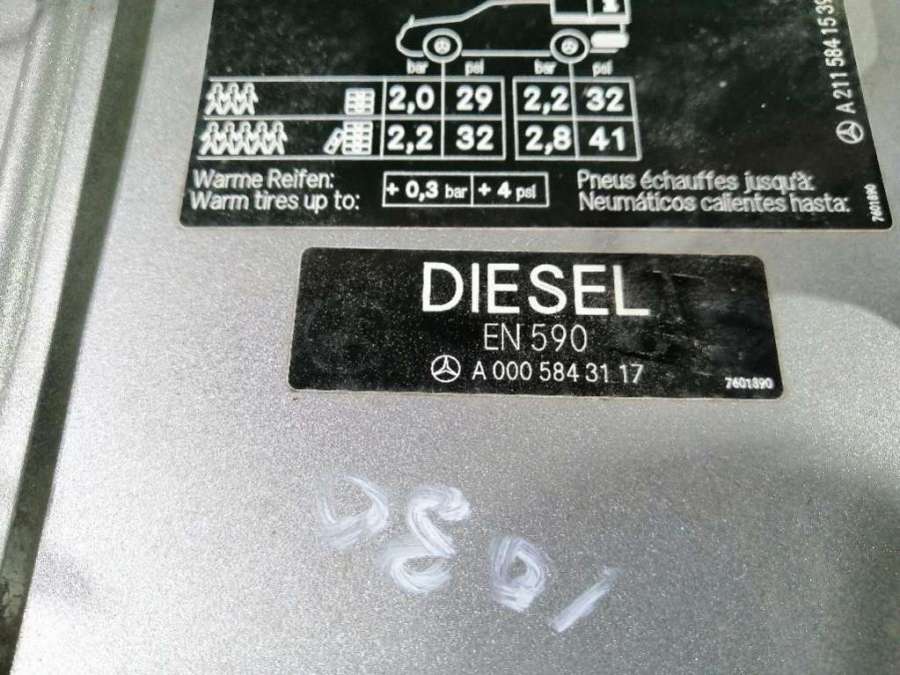 bar psi bar psi
2,0 29 2,2 32
2,2 32 2,8 41
Warme Reifen:
Warm tires up to:
+ 0,3 bar + 4 psi
Pneus échauffes jusqu'à:
Neumáticos calientes hasta:
A 211 584 15 39
7601890
DIESEL
EN 590
A 000 584 31 17
7601890